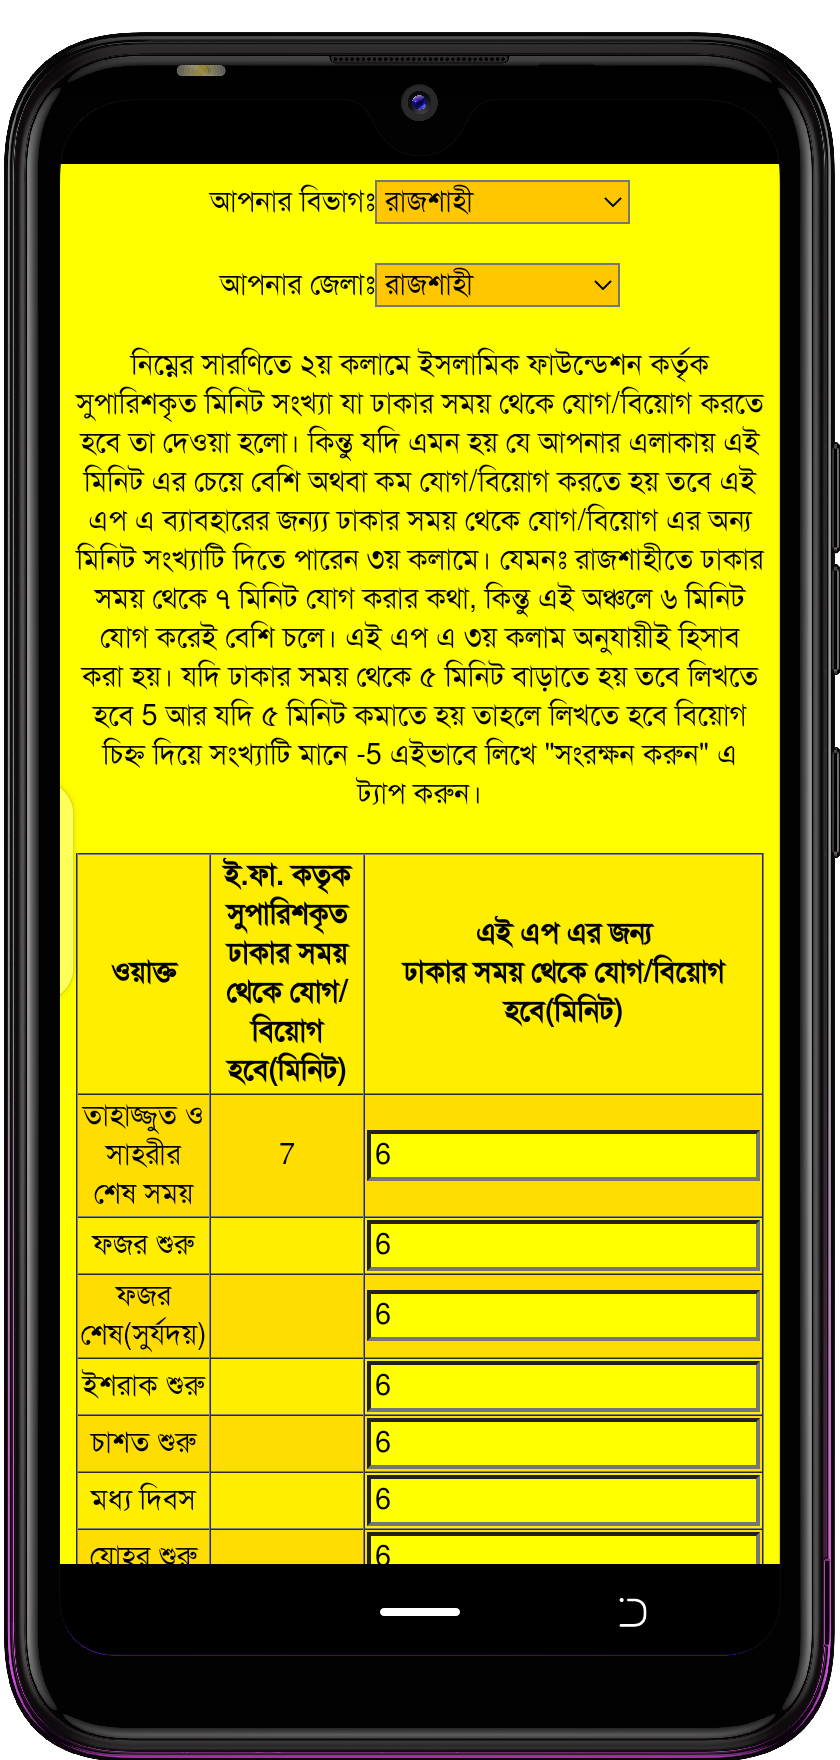 আপনার বিভাগঃ রাজশাহী
আপনার জেলাঃ রাজশাহী
নিম্নের সারণিতে ২য় কলামে ইসলামিক ফাউন্ডেশন কর্তৃক
সুপারিশকৃত মিনিট সংখ্যা যা ঢাকার সময় থেকে যোগ/বিয়োগ করতে
হবে তা দেওয়া হলো। কিন্তু যদি এমন হয় যে আপনার এলাকায় এই
মিনিট এর চেয়ে বেশি অথবা কম যোগ/বিয়োগ করতে হয় তবে এই
এপ এ ব্যাবহারের জন্য্য ঢাকার সময় থেকে যোগ/বিয়োগ এর অন্য
মিনিট সংখ্যাটি দিতে পারেন ৩য় কলামে। যেমনঃ রাজশাহীতে ঢাকার
সময় থেকে ৭ মিনিট যোগ করার কথা, কিন্তু এই অঞ্চলে ৬ মিনিট
যোগ করেই বেশি চলে। এই এপ এ ৩য় কলাম অনুযায়ীই হিসাব
করা হয়। যদি ঢাকার সময় থেকে ৫ মিনিট বাড়াতে হয় তবে লিখতে
হবে 5 আর যদি ৫ মিনিট কমাতে হয় তাহলে লিখতে হবে বিয়োগ
চিহ্ন দিয়ে সংখ্যাটি মানে -5 এইভাবে লিখে "সংরক্ষন করুন" এ
ট্যাপ করুন।
ওয়াক্ত
ই.ফা. কতৃক
সুপারিশকৃত
ঢাকার সময়
থেকে যোগ/
বিয়োগ
হবে(মিনিট)
এই এপ এর জন্য
ঢাকার সময় থেকে যোগ/বিয়োগ
হবে(মিনিট)
তাহাজ্জুত ও
সাহরীর
শেষ সময়
7
6
ফজর শুরু
6
ফজর
শেষ(সুর্যদয়)
6
ইশরাক শুরু
6
চাশত শুরু
6
মধ্য দিবস
6
যোহর শুরু
6